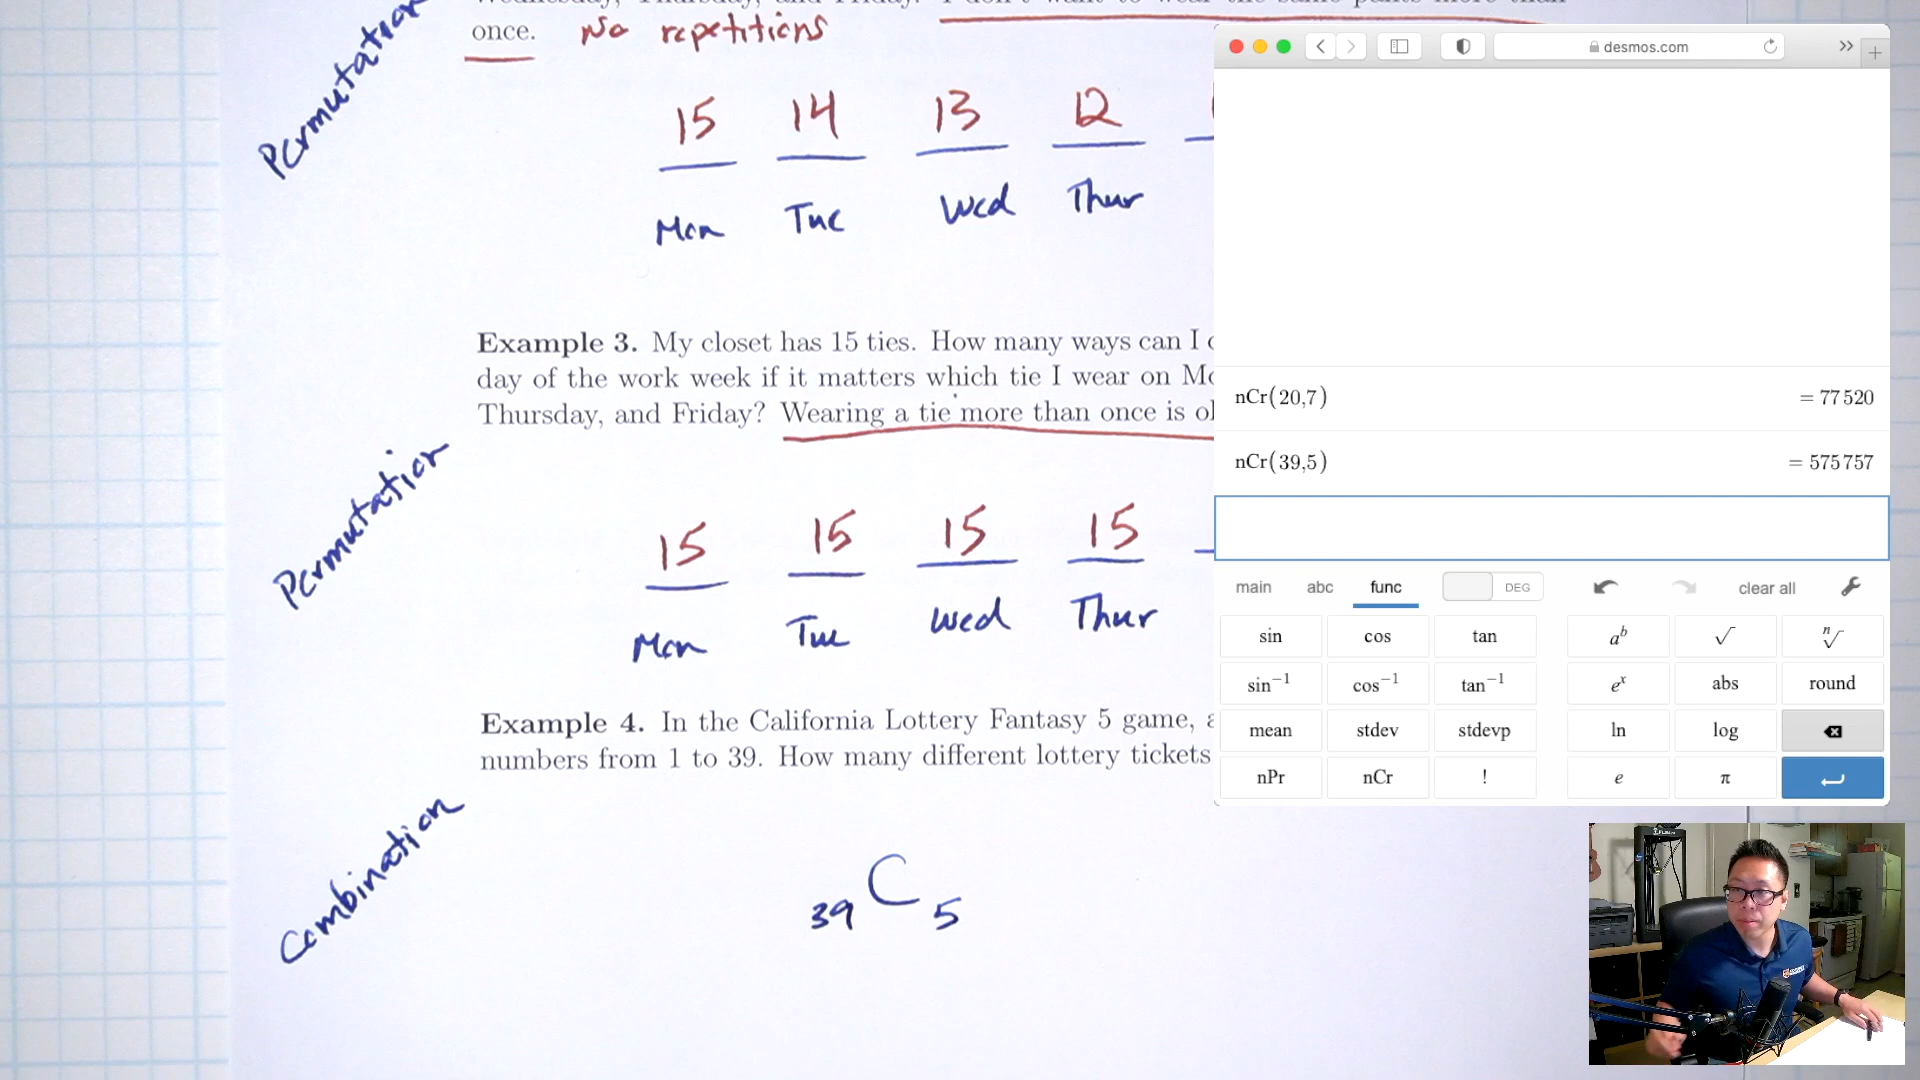 once. No repetitions
Permutation
15 14 13 12
Mon Tue Wed Thur
Example 3. My closet has 15 ties. How many ways can I
day of the work week if it matters which tie I wear on
Thursday, and Friday? Wearing a tie more than once is
Permutation
15 15 15 15
Mon Tue Wed Thur
Example 4. In the California Lottery Fantasy 5 game,
numbers from 1 to 39. How many different lottery tickets
Combination
39 C 5
desmos.com
nCr(20,7) = 77520
nCr(39,5) = 575757
main abc func DEG clear all
sin cos tan a^b √ n√
sin⁻¹ cos⁻¹ tan⁻¹ e^x abs round
mean stdev stdevp ln log
nPr nCr ! e π